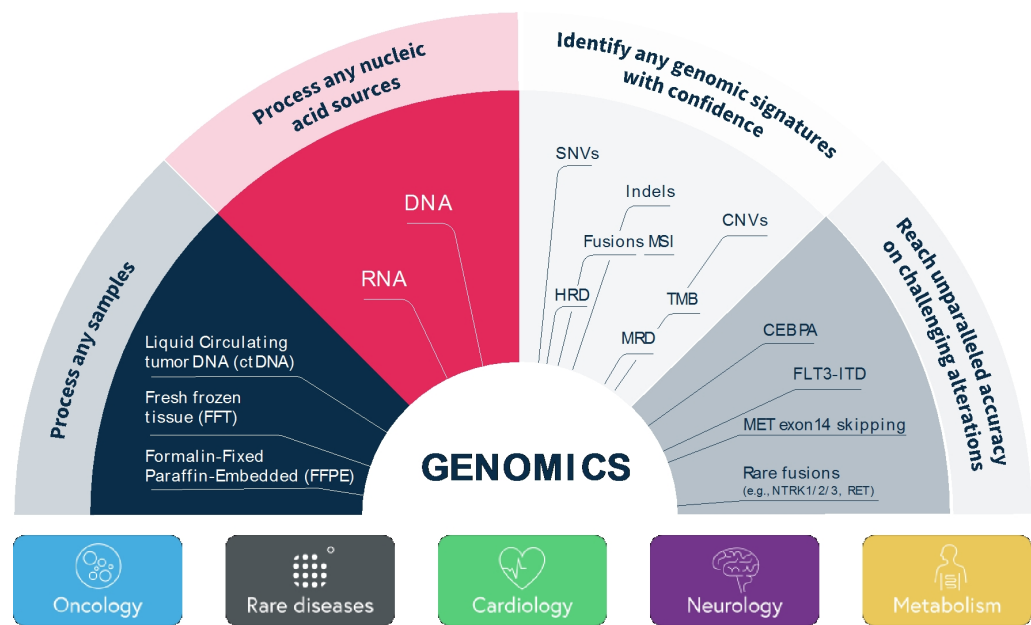 Process any samples
Process any nucleic
acid sources
Identify any genomic signatures
with confidence
Reach unparalleled accuracy
on challenging alterations
Liquid Circulating
tumor DNA (ctDNA)
Fresh frozen
tissue (FFT)
Formalin-Fixed
Paraffin-Embedded (FFPE)
DNA
RNA
SNVs
Indels
CNVs
Fusions MSI
HRD
TMB
MRD
CEBPA
FLT3-ITD
MET exon14 skipping
Rare fusions
(e.g., NTRK1/2/3, RET)
GENOMICS
Oncology
Rare diseases
Cardiology
Neurology
Metabolism